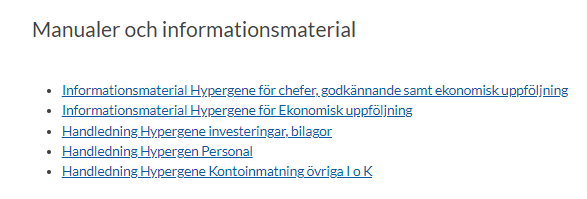 Manualer och informationsmaterial
Informationsmaterial Hypergene för chefer, godkännande samt ekonomisk uppföljning
Informationsmaterial Hypergene för Ekonomisk uppföljning
Handledning Hypergene investeringar, bilagor
Handledning Hypergen Personal
Handledning Hypergene Kontoinmatning övriga I o K